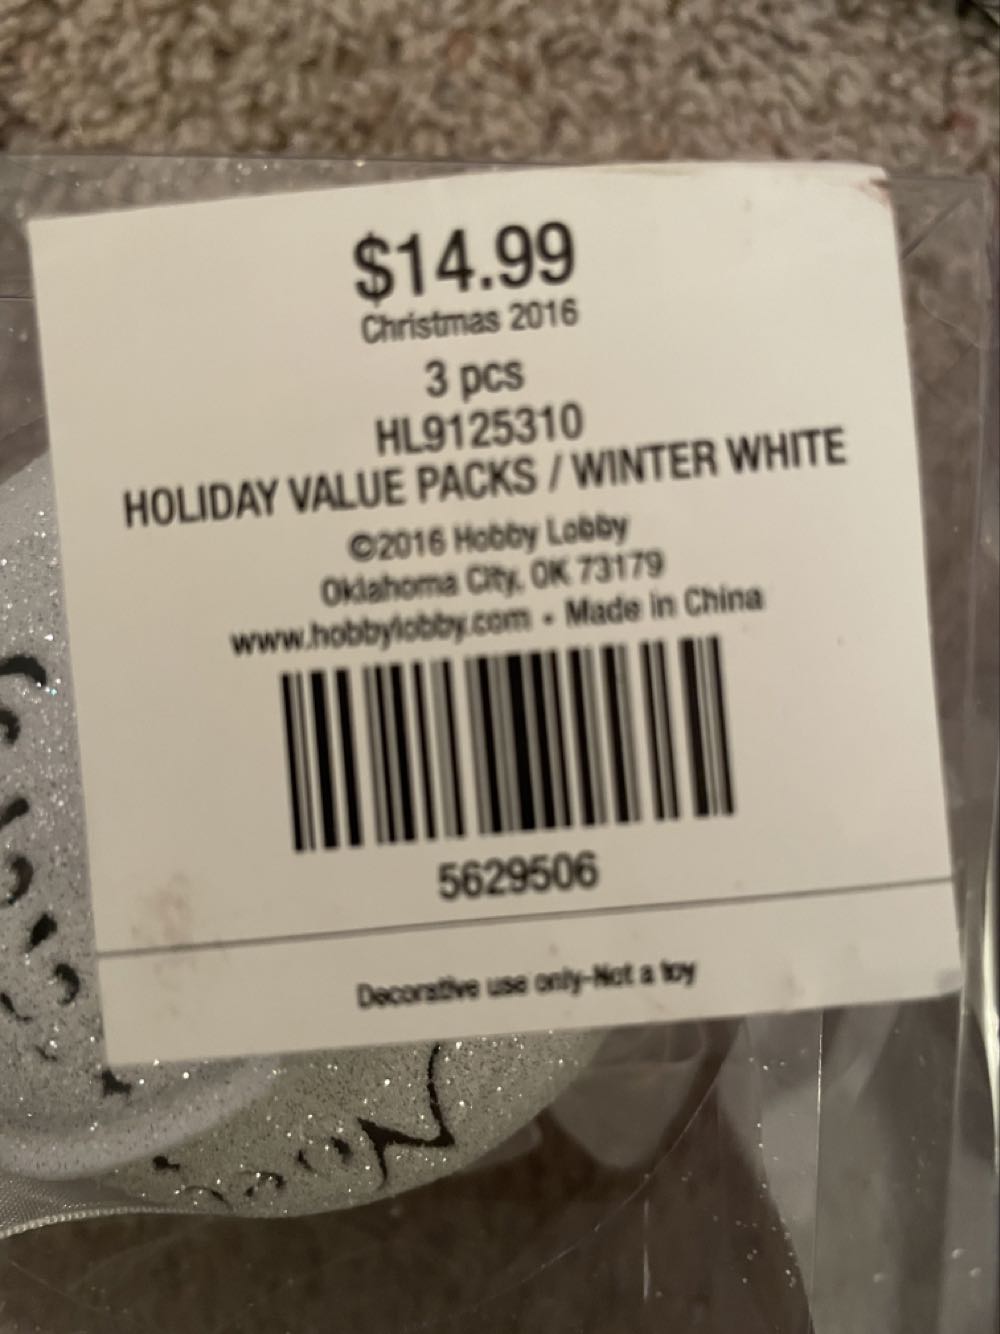 $14.99
Christmas 2016
3 pcs
HL9125310
HOLIDAY VALUE PACKS / WINTER WHITE
©2016 Hobby Lobby
Oklahoma City, OK 73179
www.hobbylobby.com • Made in China
5629506
Decorative use only-Not a toy